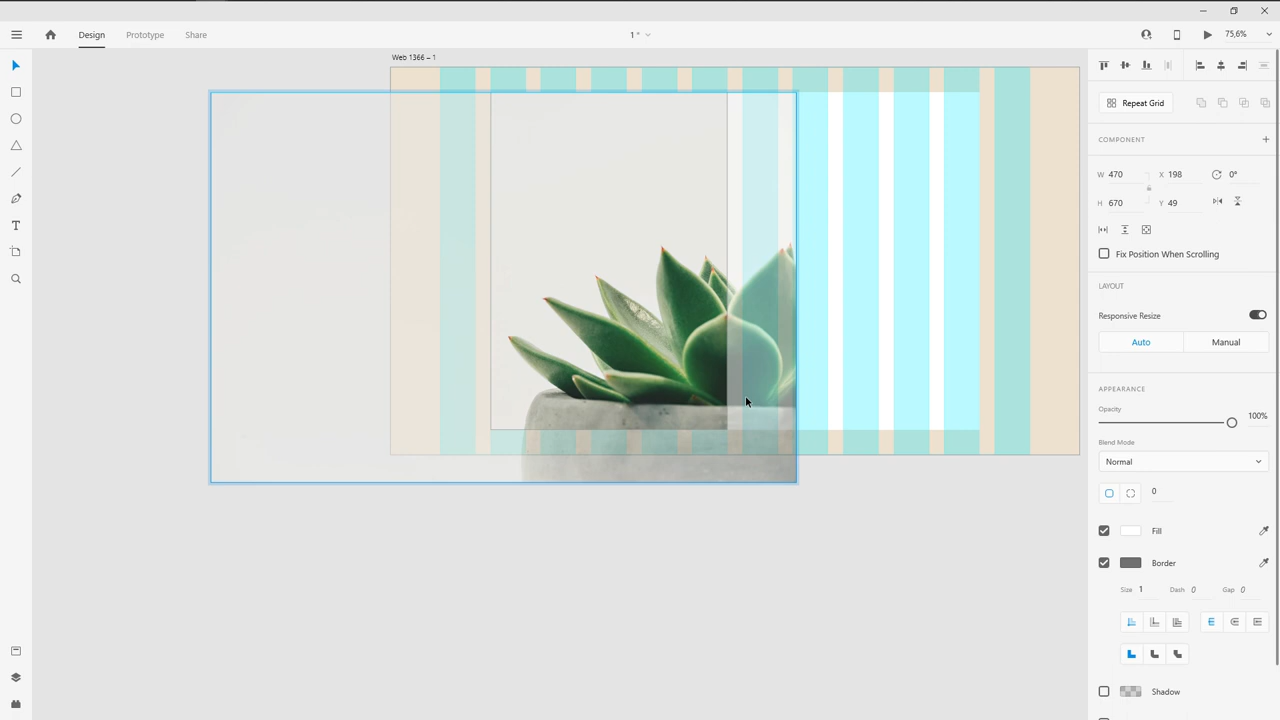 Design
Prototype
Share
1 *
75,6%
Web 1366 – 1
Repeat Grid
COMPONENT
W 470 X 198 0°
H 670 Y 49
Fix Position When Scrolling
LAYOUT
Responsive Resize
Auto
Manual
APPEARANCE
Opacity
100%
Blend Mode
Normal
0
Fill
Border
Size 1 Dash 0 Gap 0
Shadow